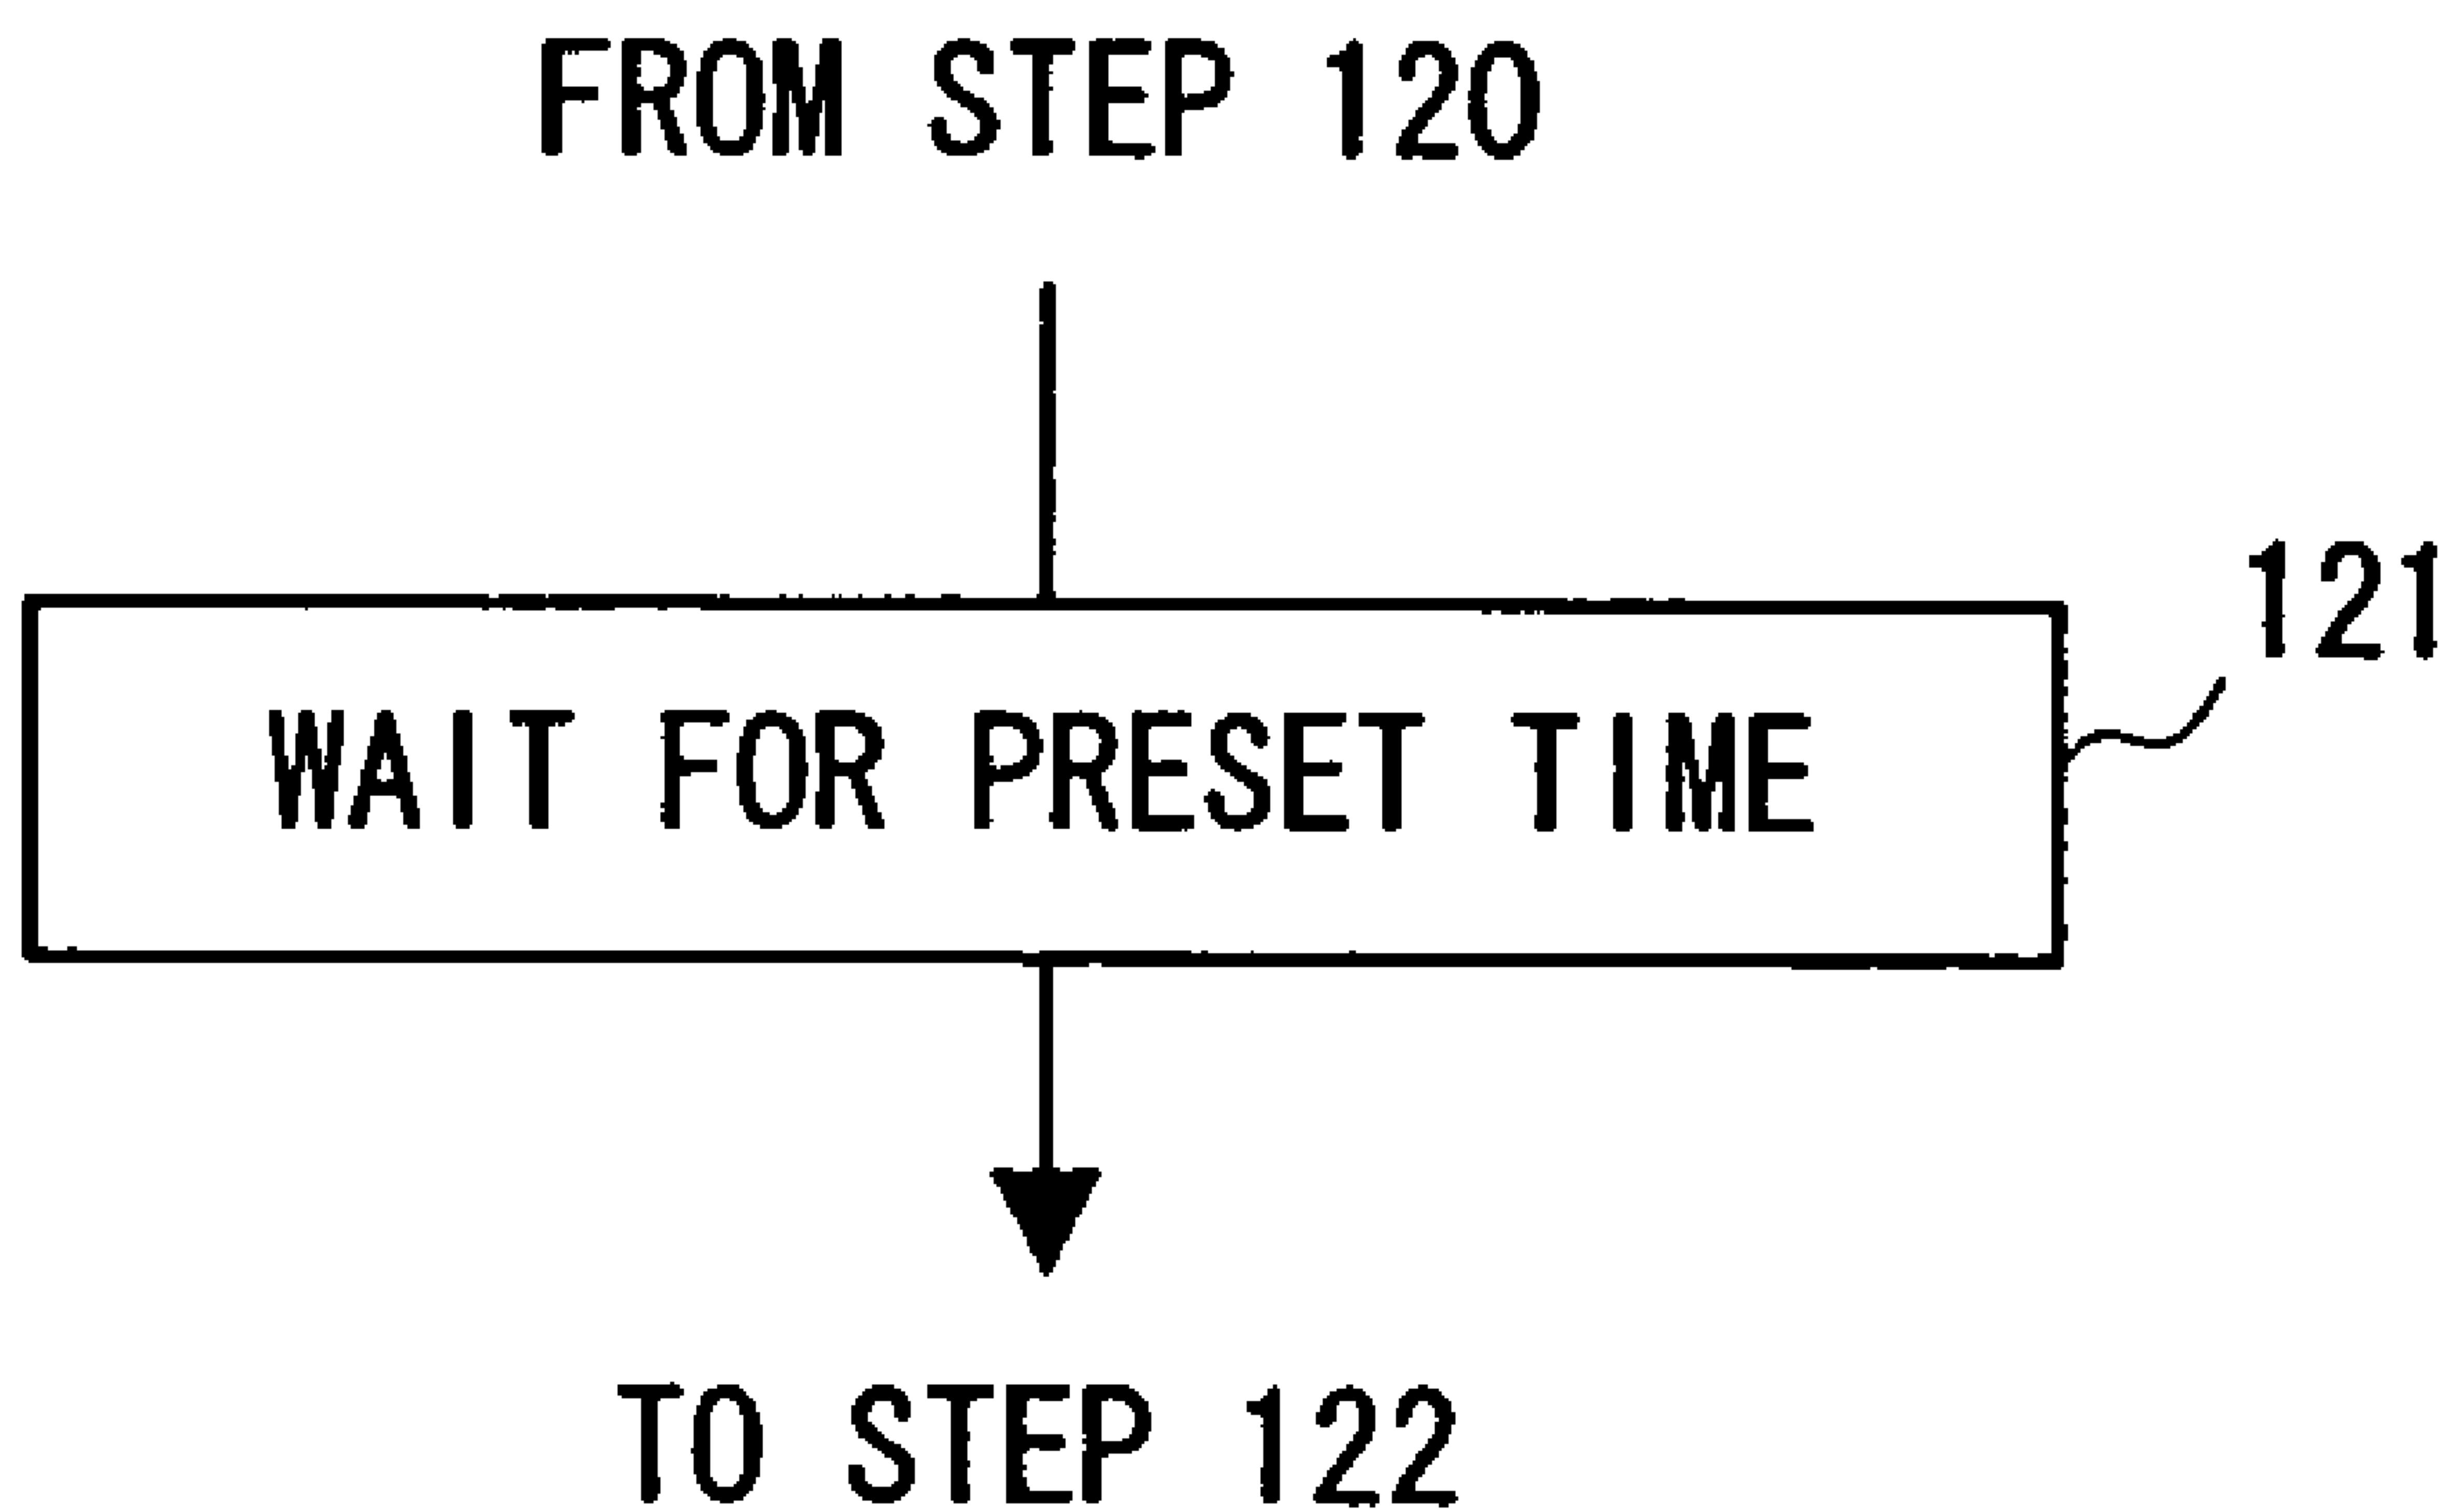 FROM STEP 120
121
WAIT FOR PRESET TIME
TO STEP 122